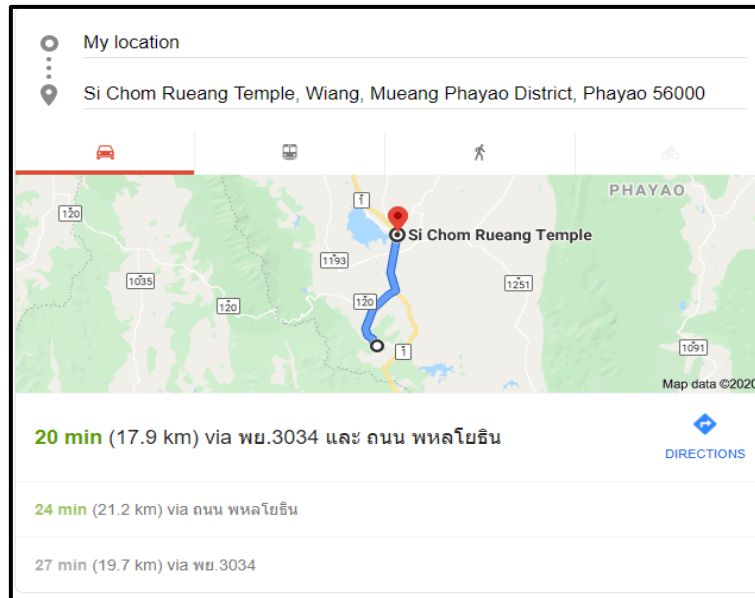 My location
Si Chom Rueang Temple, Wiang, Mueang Phayao District, Phayao 56000
PHAYAO
120
1
Si Chom Rueang Temple
1193
1035
120
120
1251
1
1091
Map data ©2020
20 min (17.9 km) via พย.3034 และ ถนน พหลโยธิน
DIRECTIONS
24 min (21.2 km) via ถนน พหลโยธิน
27 min (19.7 km) via พย.3034